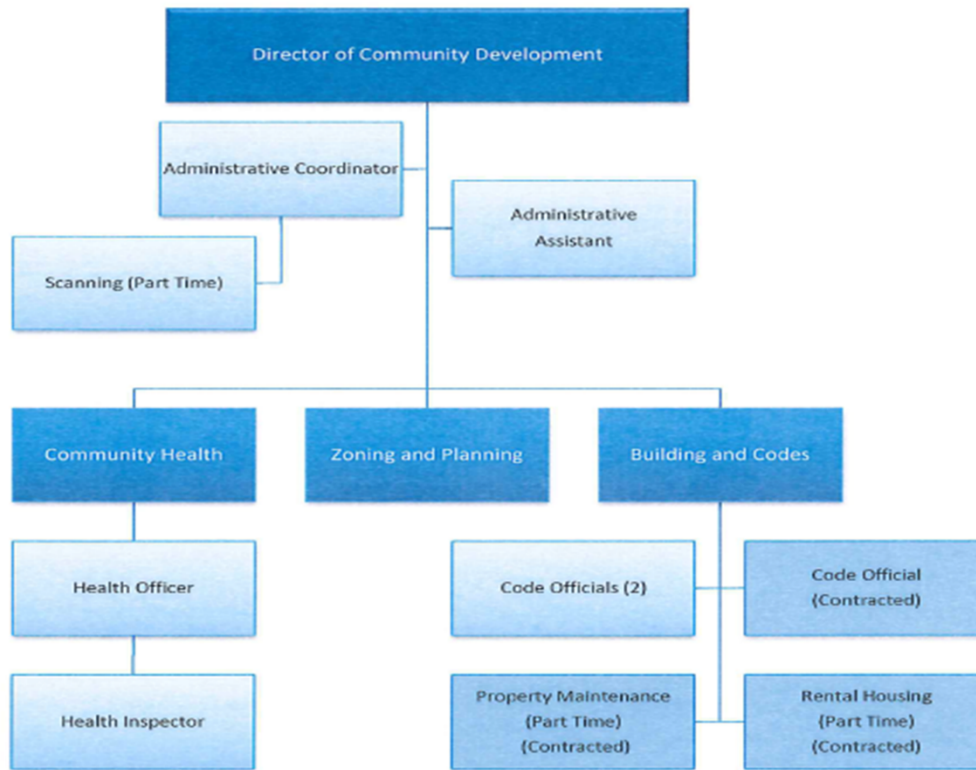 Director of Community Development
Administrative Coordinator
Administrative
Assistant
Scanning (Part Time)
Community Health
Zoning and Planning
Building and Codes
Health Officer
Code Officials (2)
Code Official
(Contracted)
Health Inspector
Property Maintenance
(Part Time)
(Contracted)
Rental Housing
(Part Time)
(Contracted)